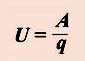 U = A/q